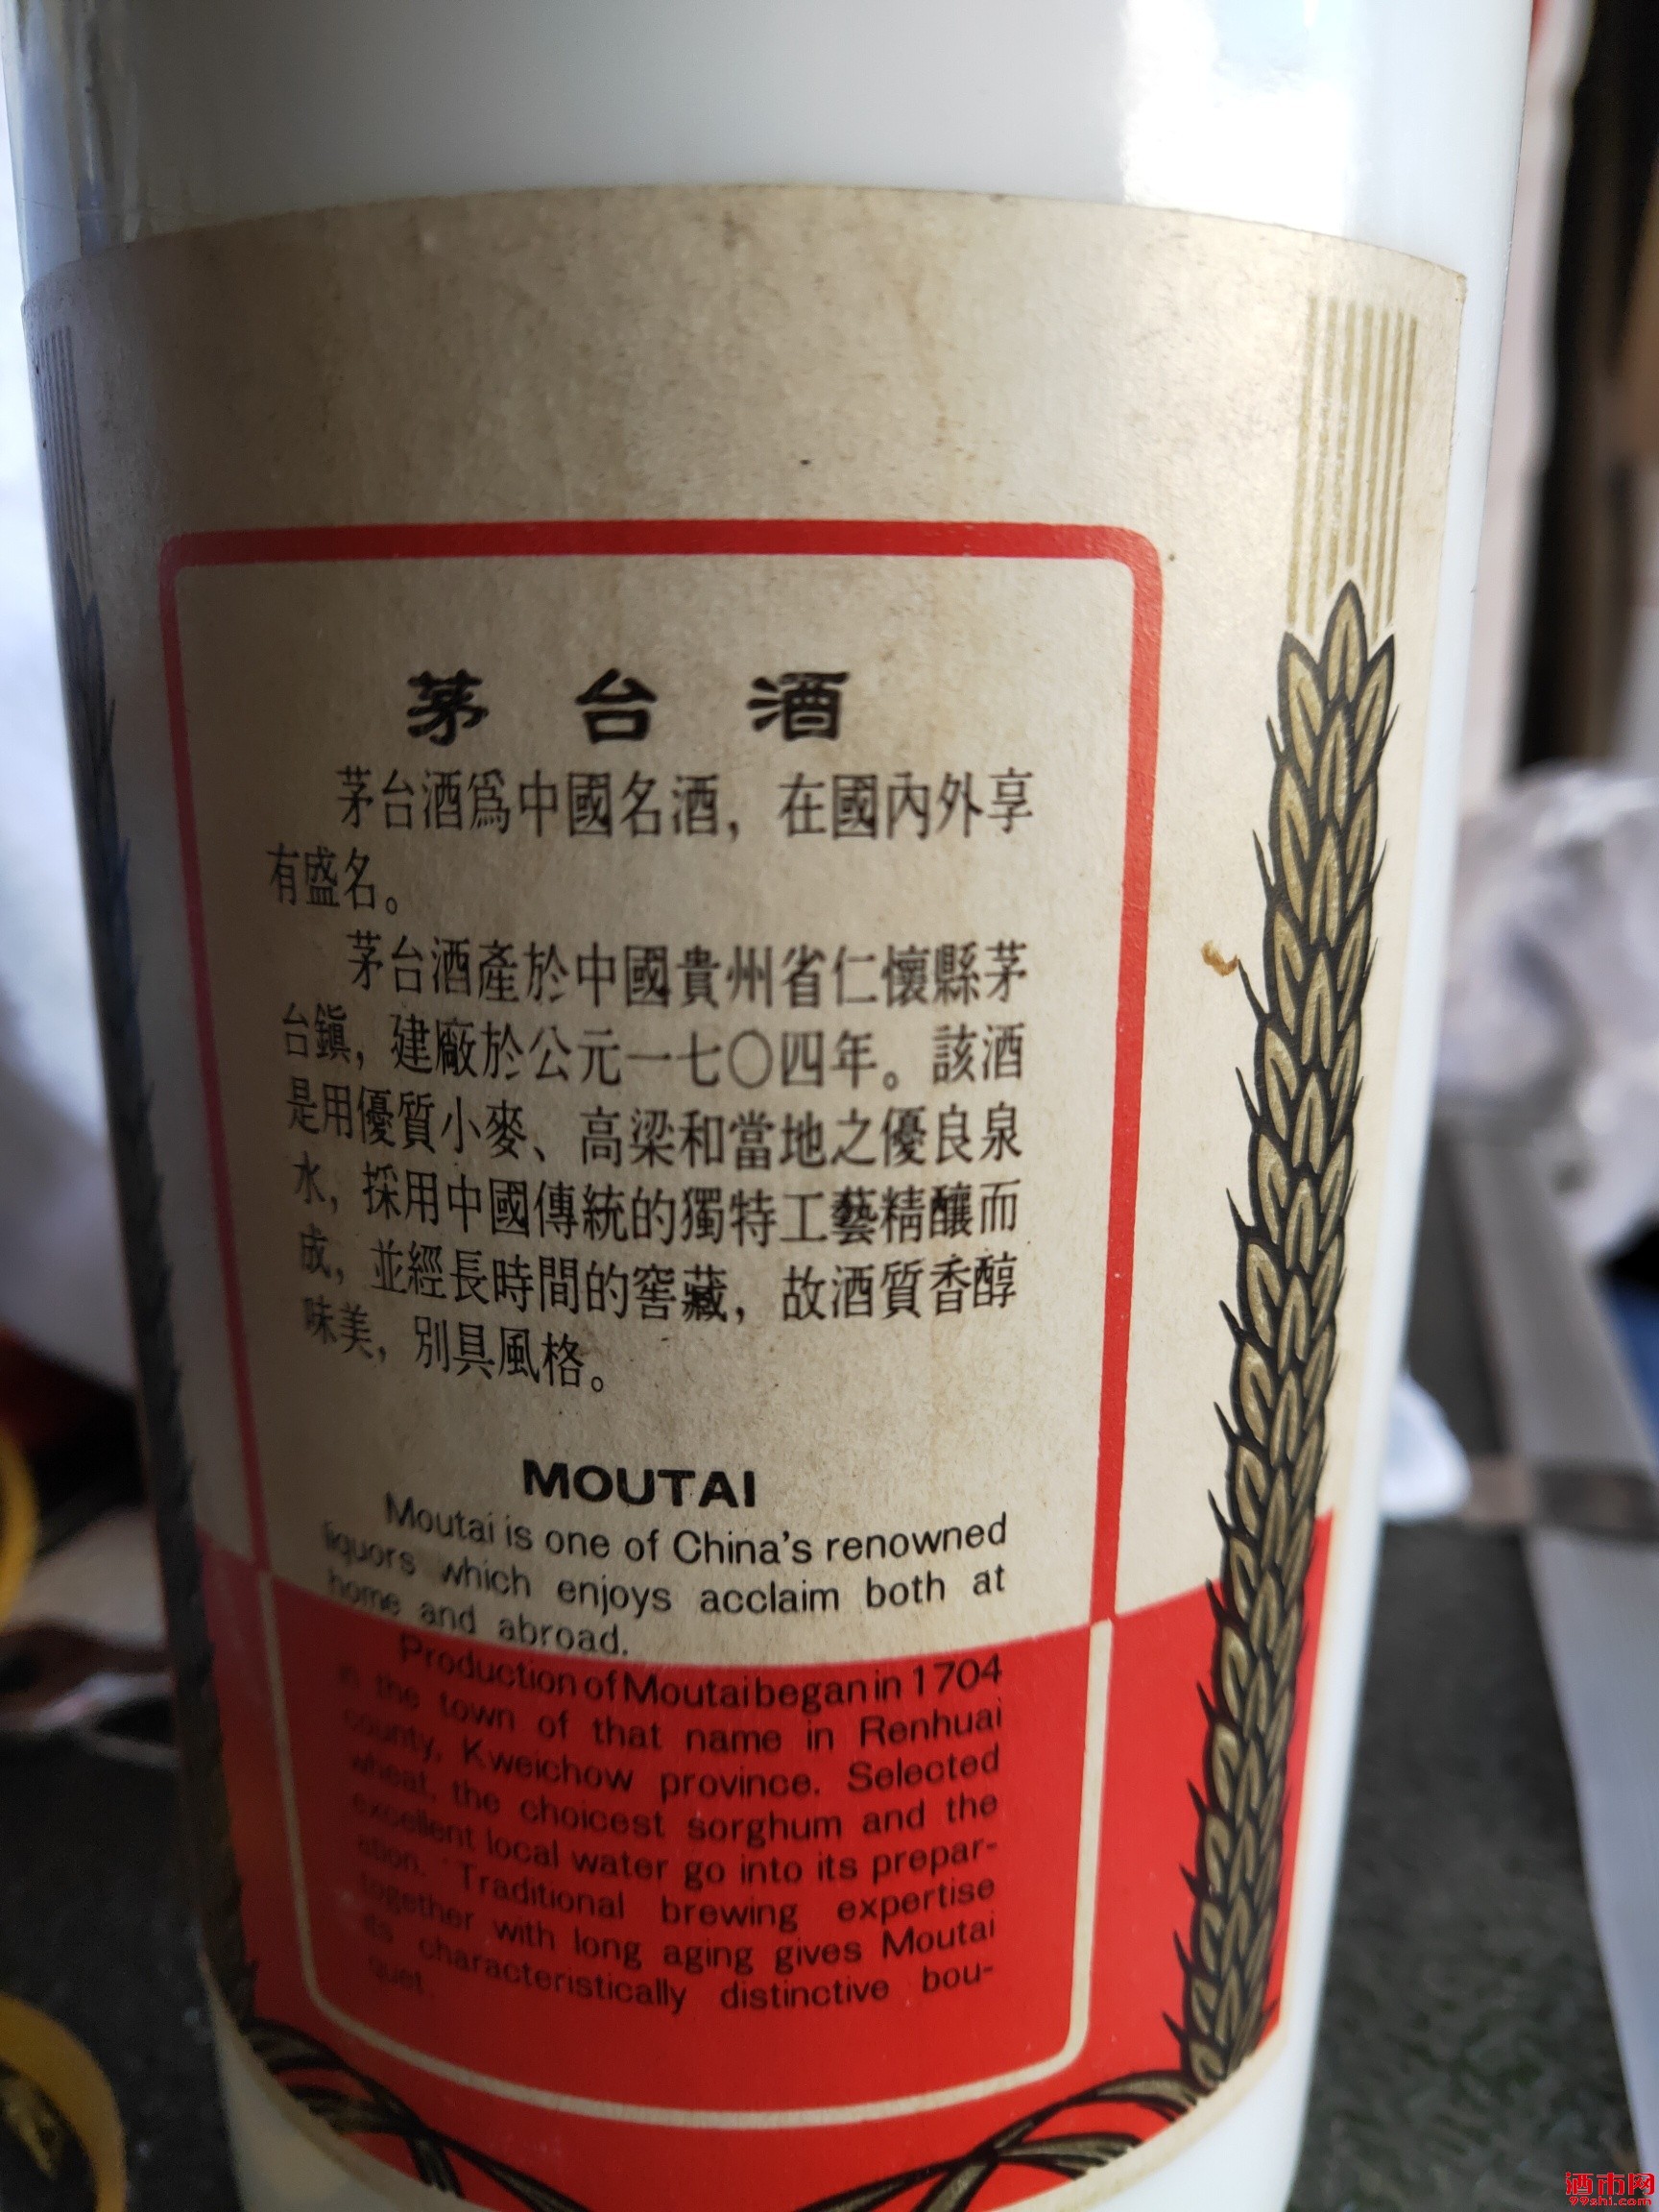 茅台酒
茅台酒爲中國名酒，在國內外享
有盛名。
茅台酒產於中國貴州省仁懷縣茅
台鎭，建廠於公元一七〇四年。該酒
是用優質小麥、高梁和當地之優良泉
水，採用中國傳統的獨特工藝精釀而
成，並經長時間的窖藏，故酒質香醇
味美，別具風格。
MOUTAI
Moutai is one of China's renowned
liquors which enjoys acclaim both at
home and abroad.
Production of Moutai began in 1704
in the town of that name in Renhuai
county, Kweichow province. Selected
wheat, the choicest sorghum and the
excellent local water go into its prepar-
ation. Traditional brewing expertise
together with long aging gives Moutai
its characteristically distinctive bou-
quet.
酒市网
99shi.com